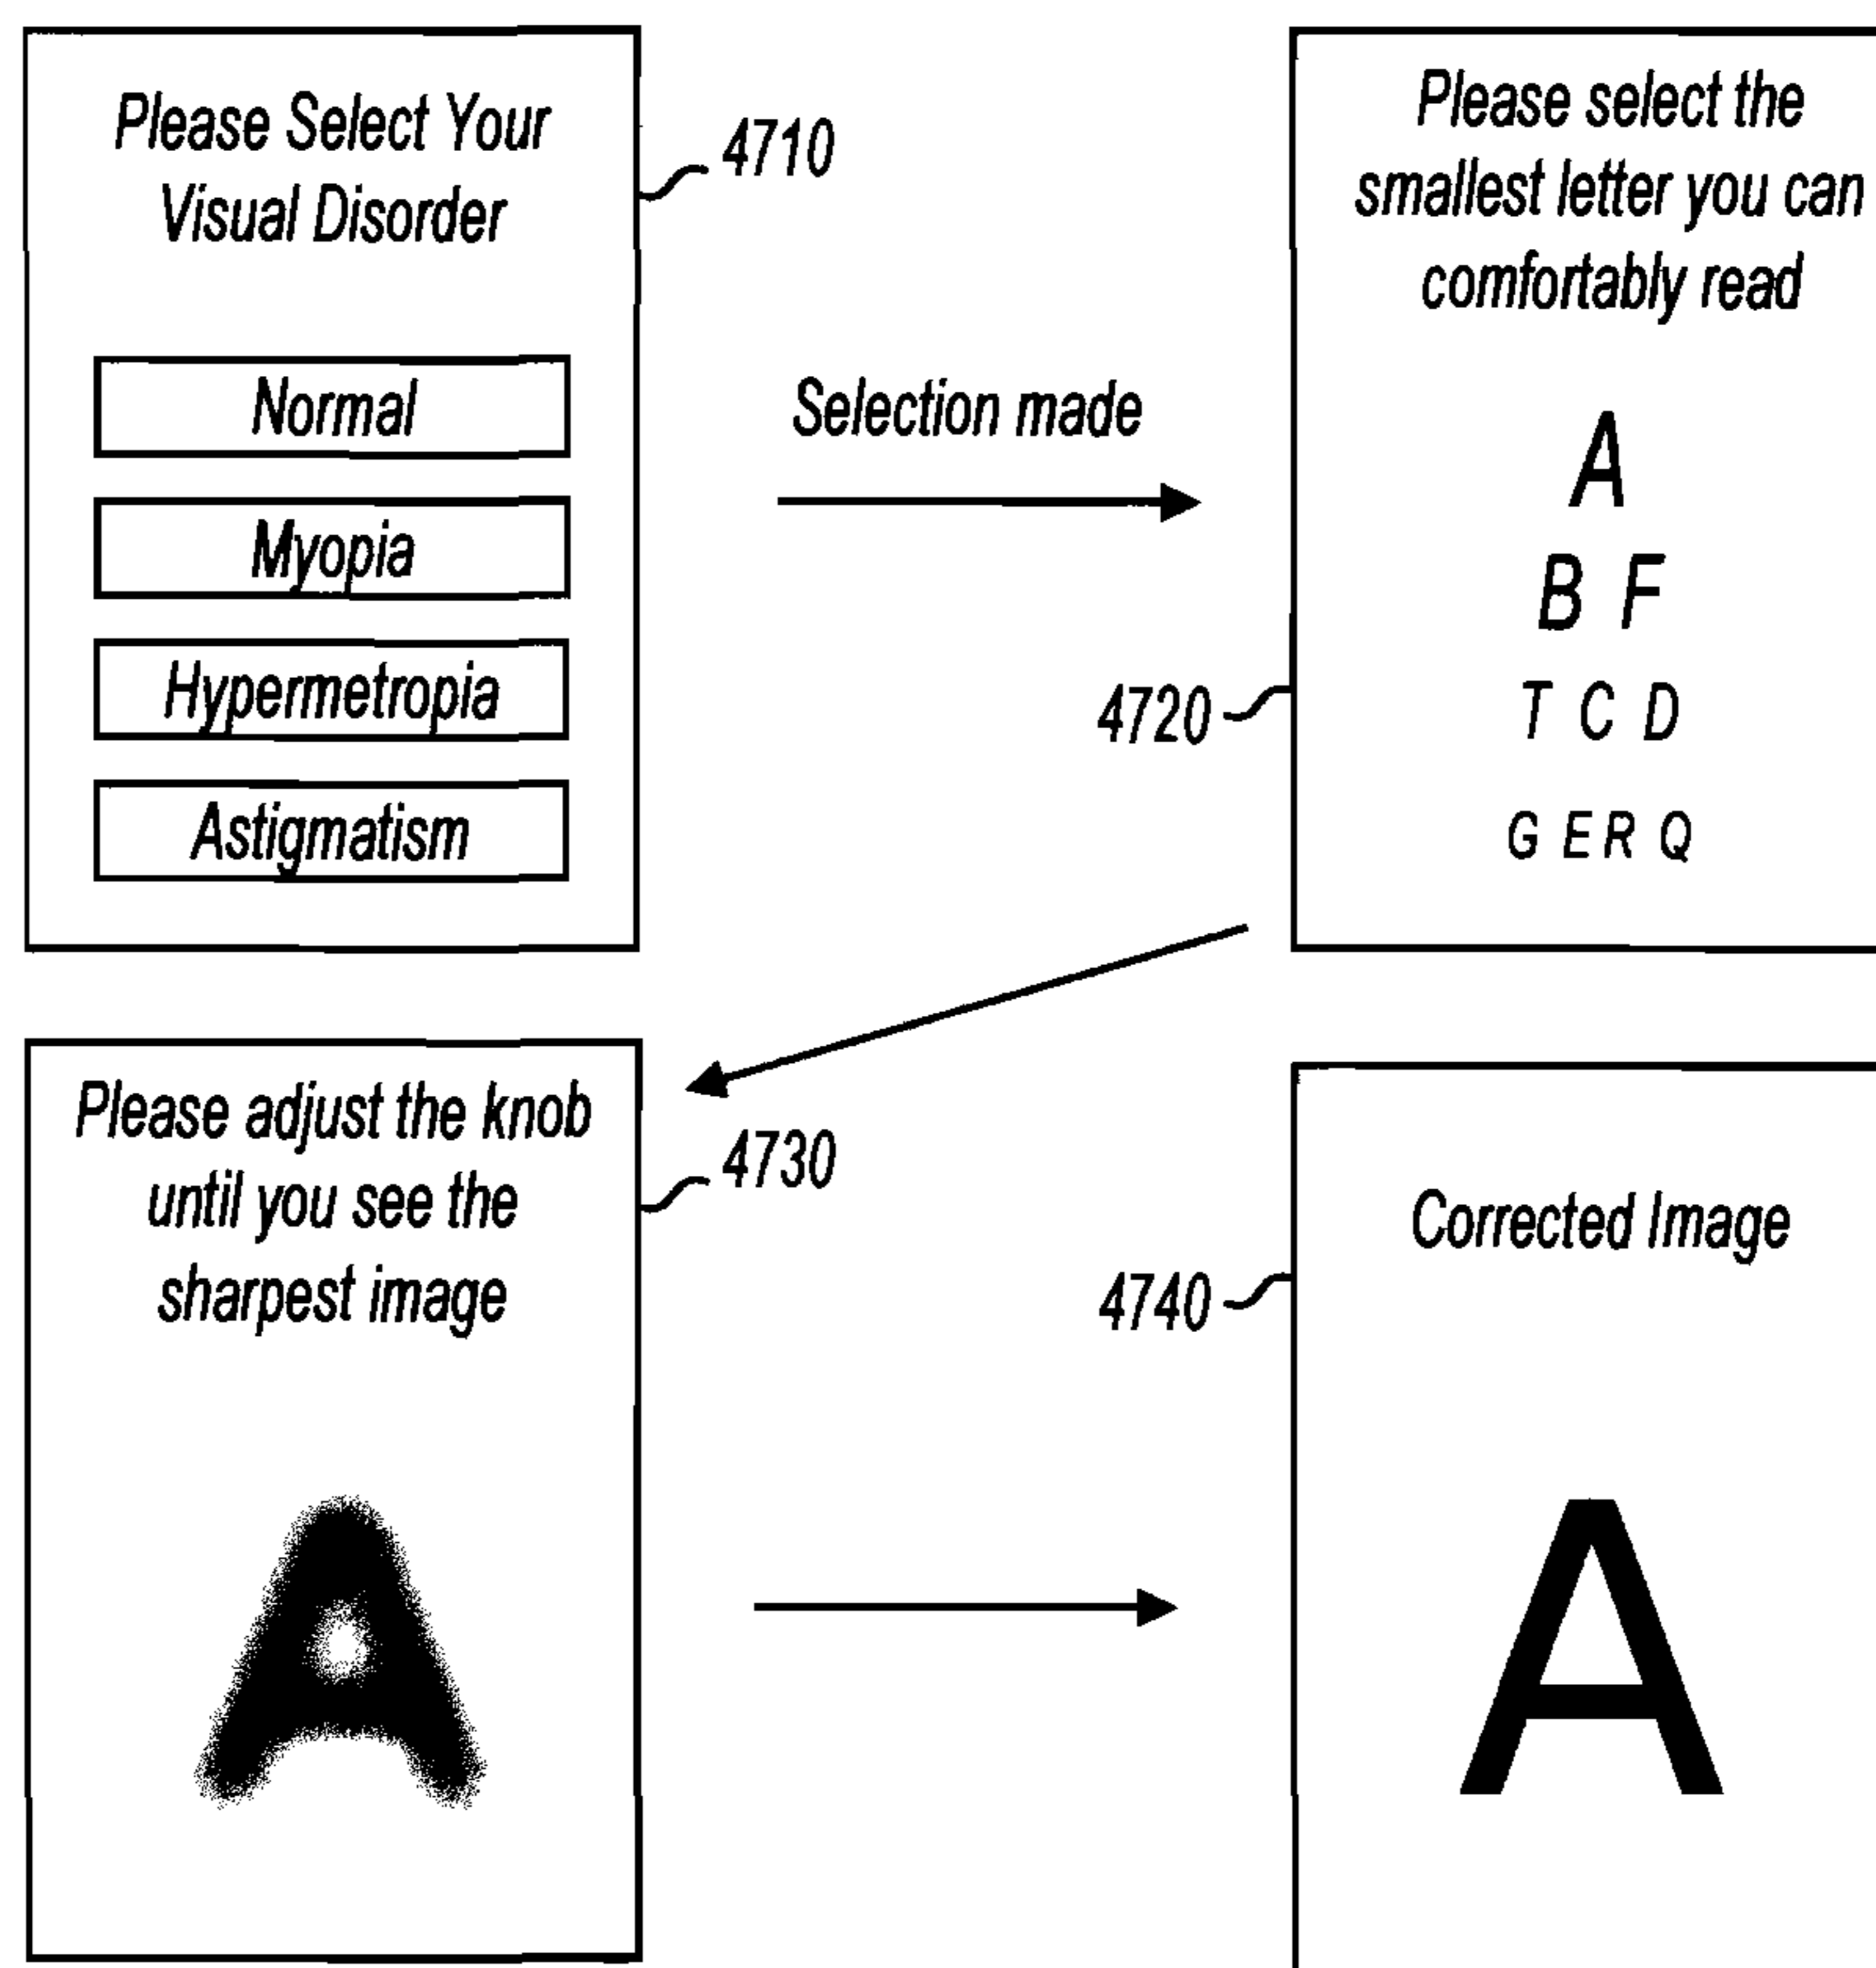 Please Select Your
Visual Disorder
4710
Normal
Myopia
Hypermetropia
Astigmatism
Selection made
Please select the
smallest letter you can
comfortably read
A
B F
T C D
G E R Q
4720
Please adjust the knob
until you see the
sharpest image
4730
A
Corrected Image
4740
A